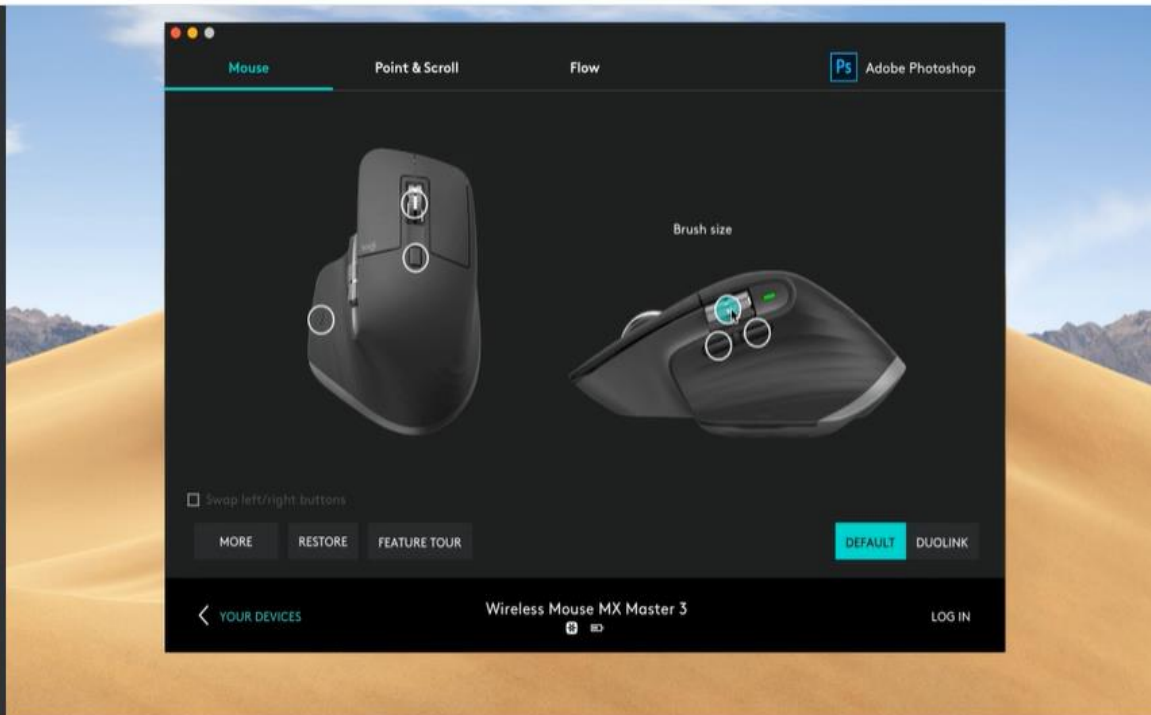 Mouse
Point & Scroll
Flow
Ps Adobe Photoshop
logi
Brush size
Swap left/right buttons
MORE
RESTORE
FEATURE TOUR
DEFAULT
DUOLINK
YOUR DEVICES
Wireless Mouse MX Master 3
LOG IN